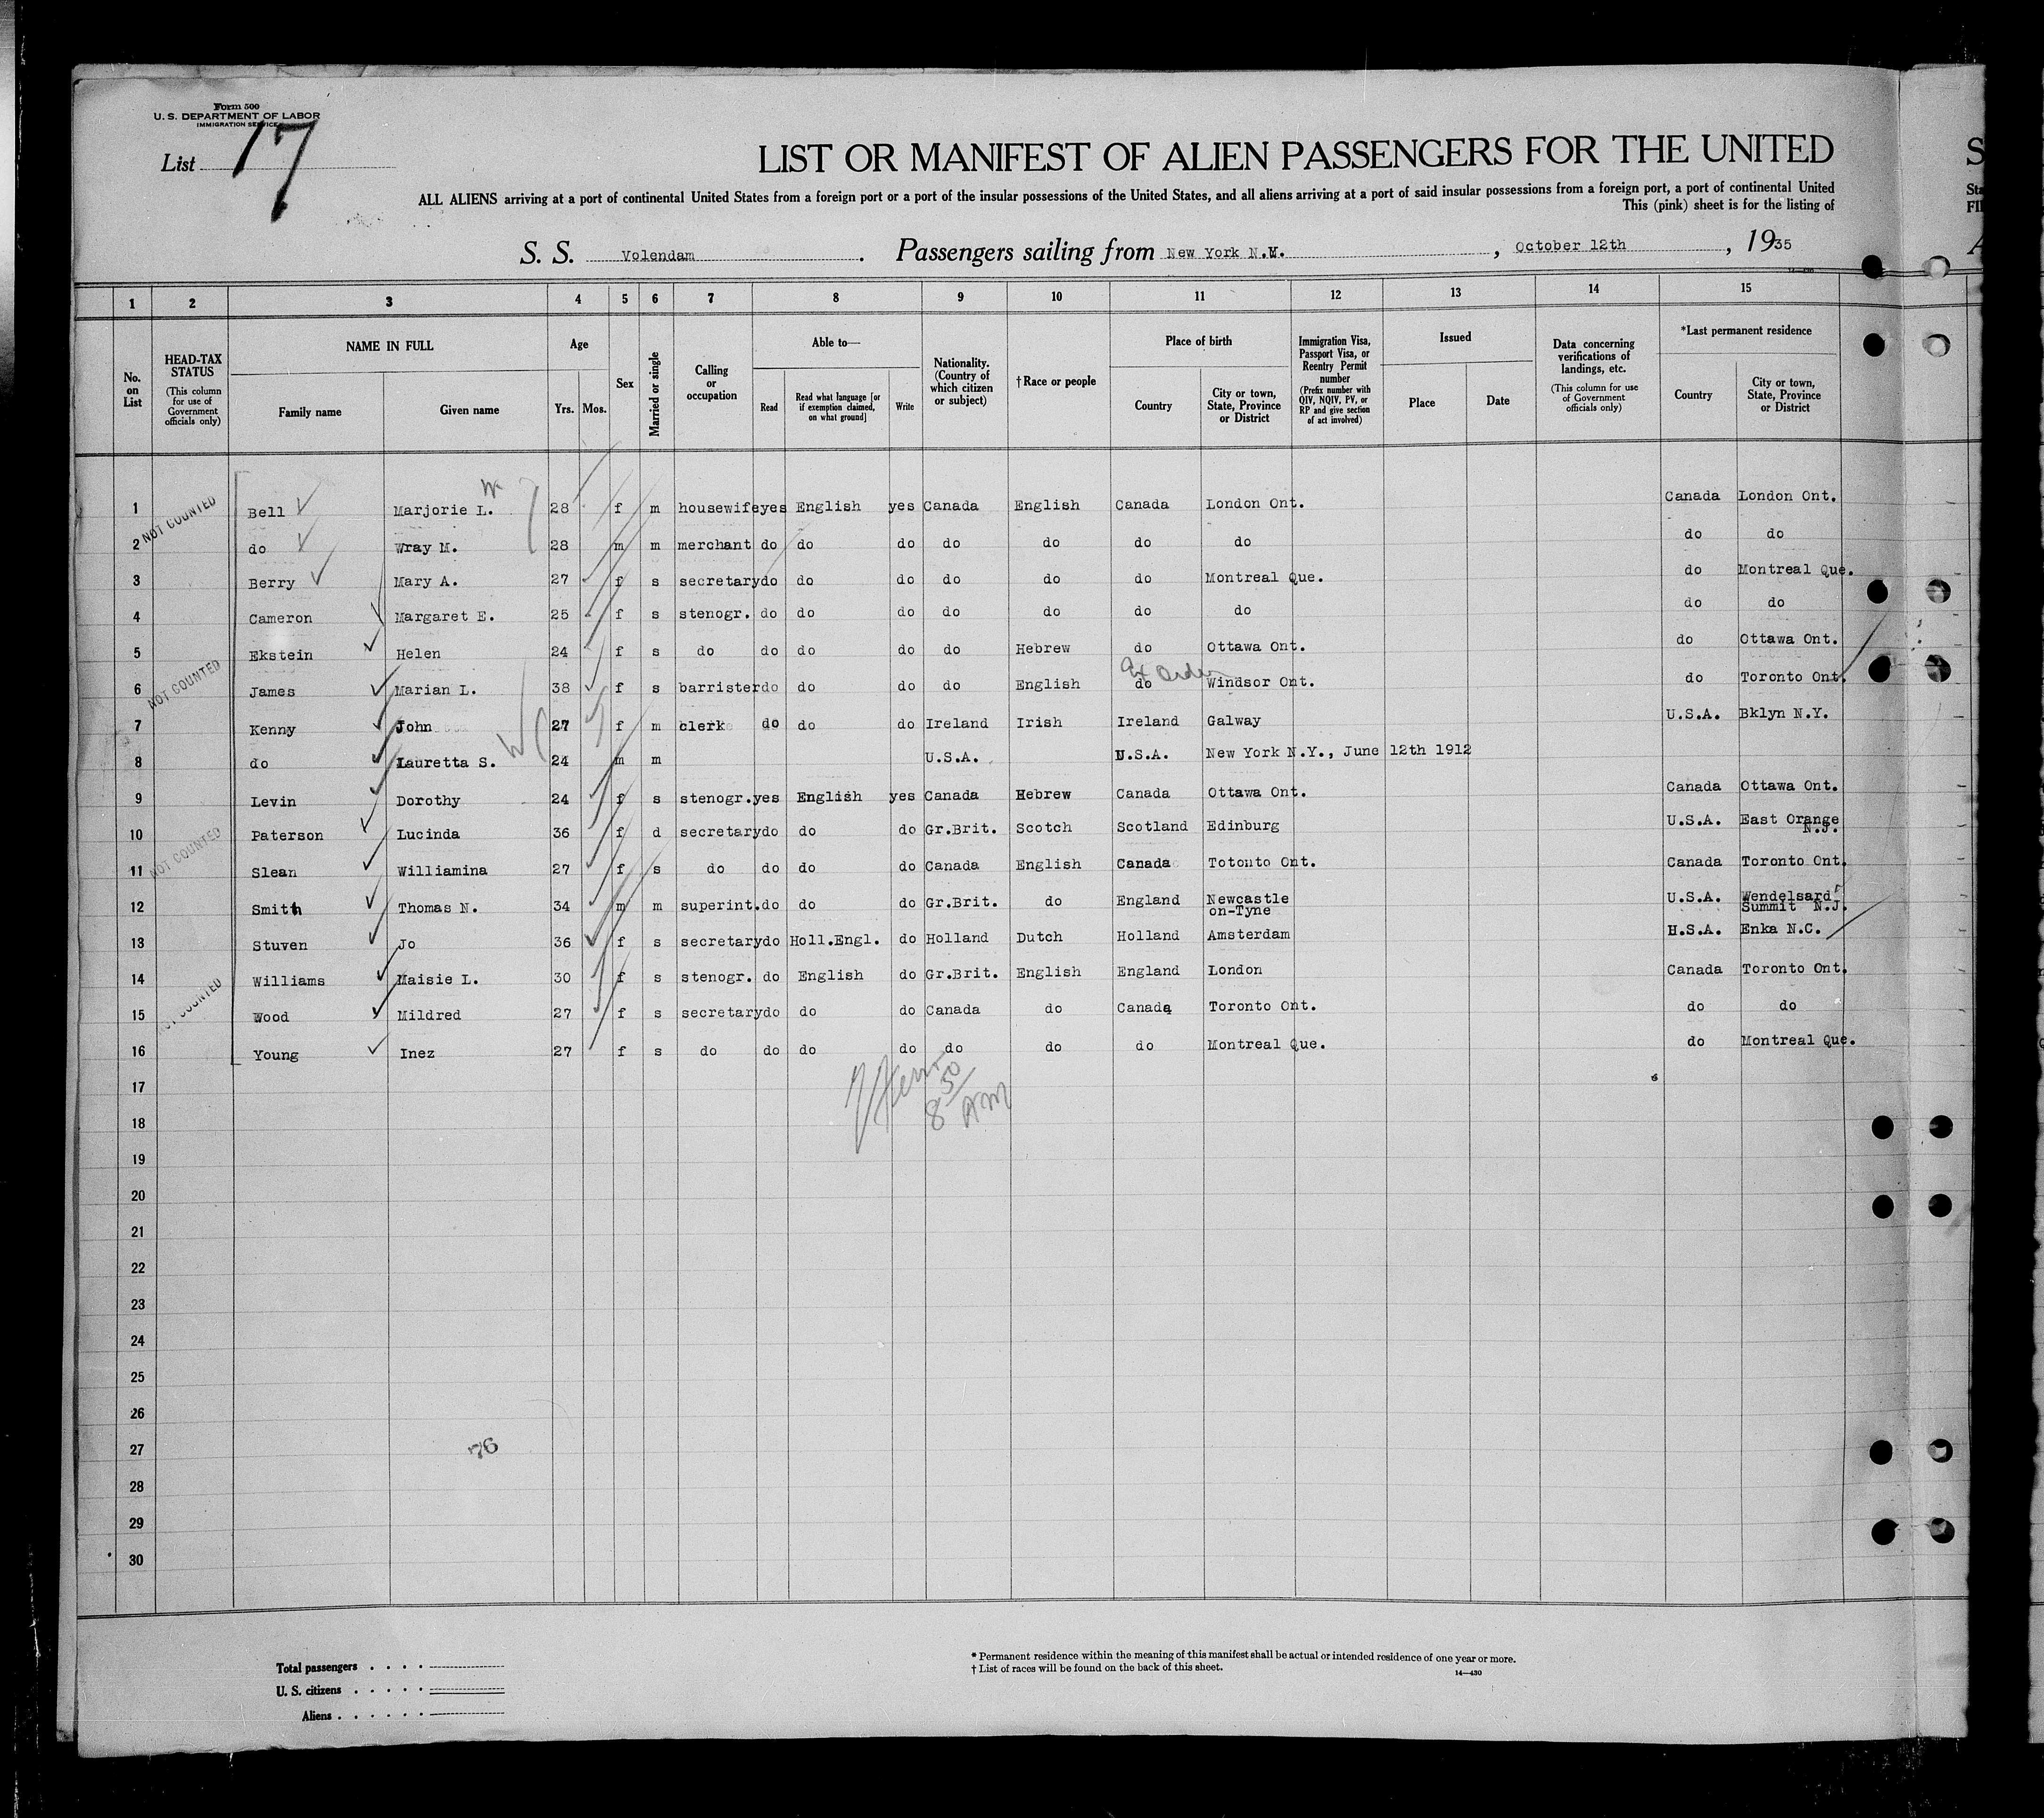 Form 500
U. S. DEPARTMENT OF LABOR
IMMIGRATION SERVICE
List 17
LIST OR MANIFEST OF ALIEN PASSENGERS FOR THE UNITED
ALL ALIENS arriving at a port of continental United States from a foreign port or a port of the insular possessions of the United States, and all aliens arriving at a port of said insular possessions from a foreign port, a port of continental United
This (pink) sheet is for the listing of
S. S. Volendam. Passengers sailing from New York N.Y., October 12th, 1935
1 2 3 4 5 6 7 8 9 10 11 12 13 14 15
No. on List
HEAD-TAX STATUS
(This column for use of Government officials only)
NAME IN FULL
Family name Given name
Age
Yrs. Mos.
Sex
Married or single
Calling or occupation
Able to—
Read
Read what language [or if exemption claimed, on what ground]
Write
Nationality. (Country of which citizen or subject)
† Race or people
Place of birth
Country
City or town, State, Province or District
Immigration Visa, Passport Visa, or Reentry Permit number
(Prefix number with QIV, NQIV, PV, or RP and give section of act involved)
Issued
Place Date
Data concerning verifications of landings, etc.
(This column for use of Government officials only)
*Last permanent residence
Country
City or town, State, Province or District
NOT COUNTED
1 Bell Marjorie L. 28 f m housewife yes English yes Canada English Canada London Ont. Canada London Ont.
2 do Wray M. 28 m m merchant do do do do do do do do do
3 Berry Mary A. 27 f s secretary do do do do do do Montreal Que. do Montreal Que.
4 Cameron Margaret E. 25 f s stenogr. do do do do do do do do do
5 Ekstein Helen 24 f s do do do do do Hebrew do Ottawa Ont. do Ottawa Ont.
NOT COUNTED
6 James Marian L. 38 f s barrister do do do do English do Windsor Ont. do Toronto Ont.
7 Kenny John 27 f m clerk do do do Ireland Irish Ireland Galway U.S.A. Bklyn N.Y.
8 do Lauretta S. 24 m m U.S.A. U.S.A. New York N.Y., June 12th 1912
9 Levin Dorothy 24 f s stenogr. yes English yes Canada Hebrew Canada Ottawa Ont. Canada Ottawa Ont.
NOT COUNTED
10 Paterson Lucinda 36 f d secretary do do do Gr.Brit. Scotch Scotland Edinburg U.S.A. East Orange N.J.
11 Slean Williamina 27 f s do do do do Canada English Canada Totonto Ont. Canada Toronto Ont.
12 Smith Thomas N. 34 m m superint. do do do Gr.Brit. do England Newcastle on-Tyne U.S.A. Wendelsard Summit N.J.
13 Stuven Jo 36 f s secretary do Holl.Engl. do Holland Dutch Holland Amsterdam H.S.A. Enka N.C.
14 Williams Maisie L. 30 f s stenogr. do English do Gr.Brit. English England London Canada Toronto Ont.
NOT COUNTED
15 Wood Mildred 27 f s secretary do do do Canada do Canada Toronto Ont. do do
16 Young Inez 27 f s do do do do do do do Montreal Que. do Montreal Que.
8 50 AM
17
18
19
20
21
22
23
24
25
26
27
76
28
29
30
Total passengers . . . .
U. S. citizens . . . . .
Aliens . . . . . .
* Permanent residence within the meaning of this manifest shall be actual or intended residence of one year or more.
† List of races will be found on the back of this sheet.
14—430